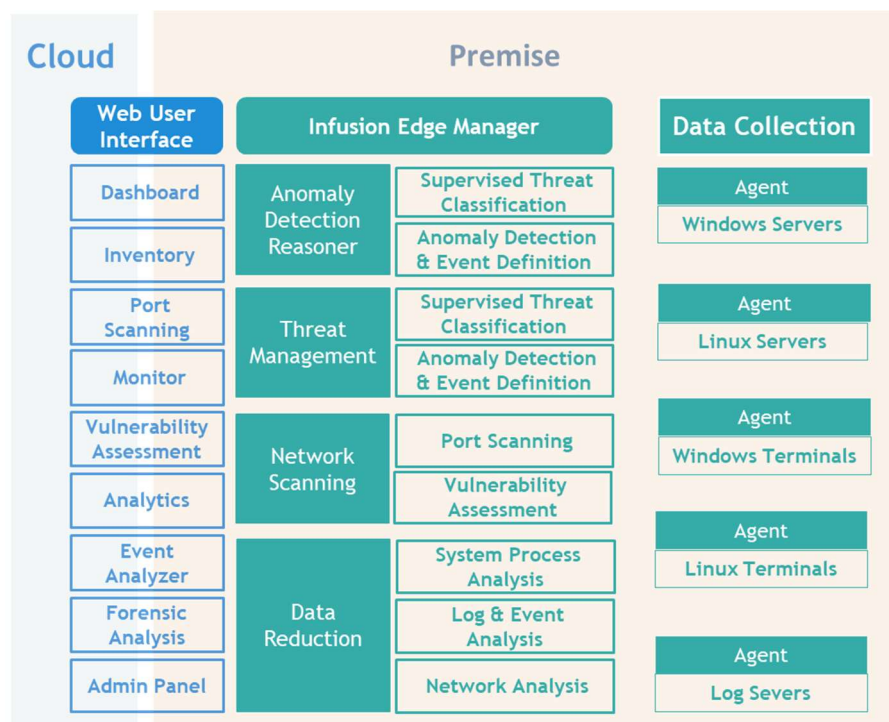 Cloud
Premise
Web User
Interface
Dashboard
Inventory
Port
Scanning
Monitor
Vulnerability
Assessment
Analytics
Event
Analyzer
Forensic
Analysis
Admin Panel
Infusion Edge Manager
Anomaly
Detection
Reasoner
Supervised Threat
Classification
Anomaly Detection
& Event Definition
Threat
Management
Supervised Threat
Classification
Anomaly Detection
& Event Definition
Network
Scanning
Port Scanning
Vulnerability
Assessment
Data
Reduction
System Process
Analysis
Log & Event
Analysis
Network Analysis
Data Collection
Agent
Windows Servers
Agent
Linux Servers
Agent
Windows Terminals
Agent
Linux Terminals
Agent
Log Severs